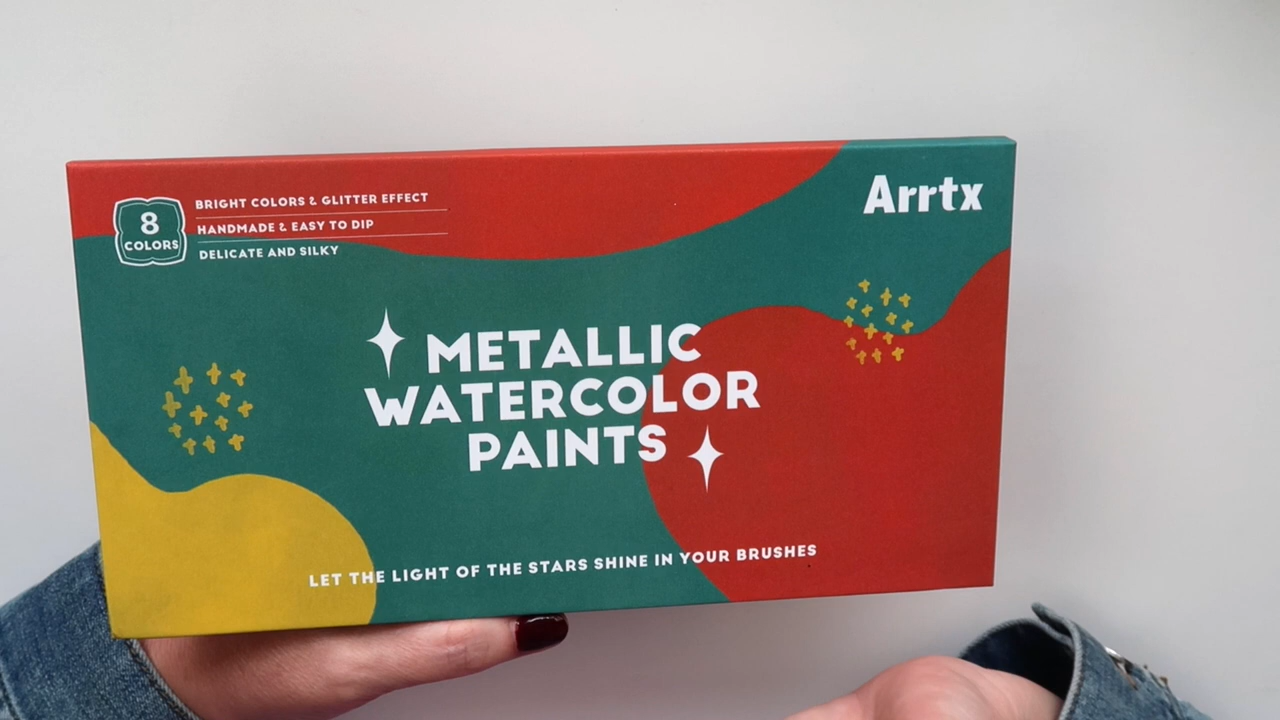 8
COLORS
BRIGHT COLORS & GLITTER EFFECT
HANDMADE & EASY TO DIP
DELICATE AND SILKY
Arrtx
METALLIC
WATERCOLOR
PAINTS
LET THE LIGHT OF THE STARS SHINE IN YOUR BRUSHES